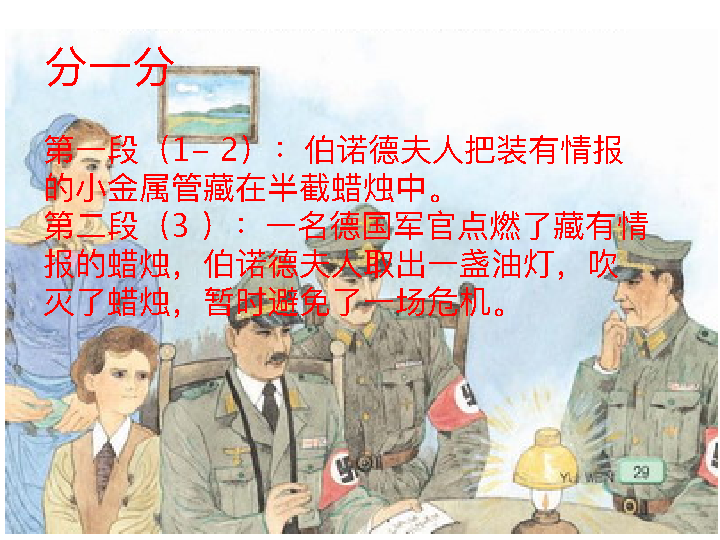 分一分
第一段（1- 2）：伯诺德夫人把装有情报
的小金属管藏在半截蜡烛中。
第二段（3 ）：一名德国军官点燃了藏有情
报的蜡烛，伯诺德夫人取出一盏油灯，吹
灭了蜡烛，暂时避免了一场危机。
YU WEN 29